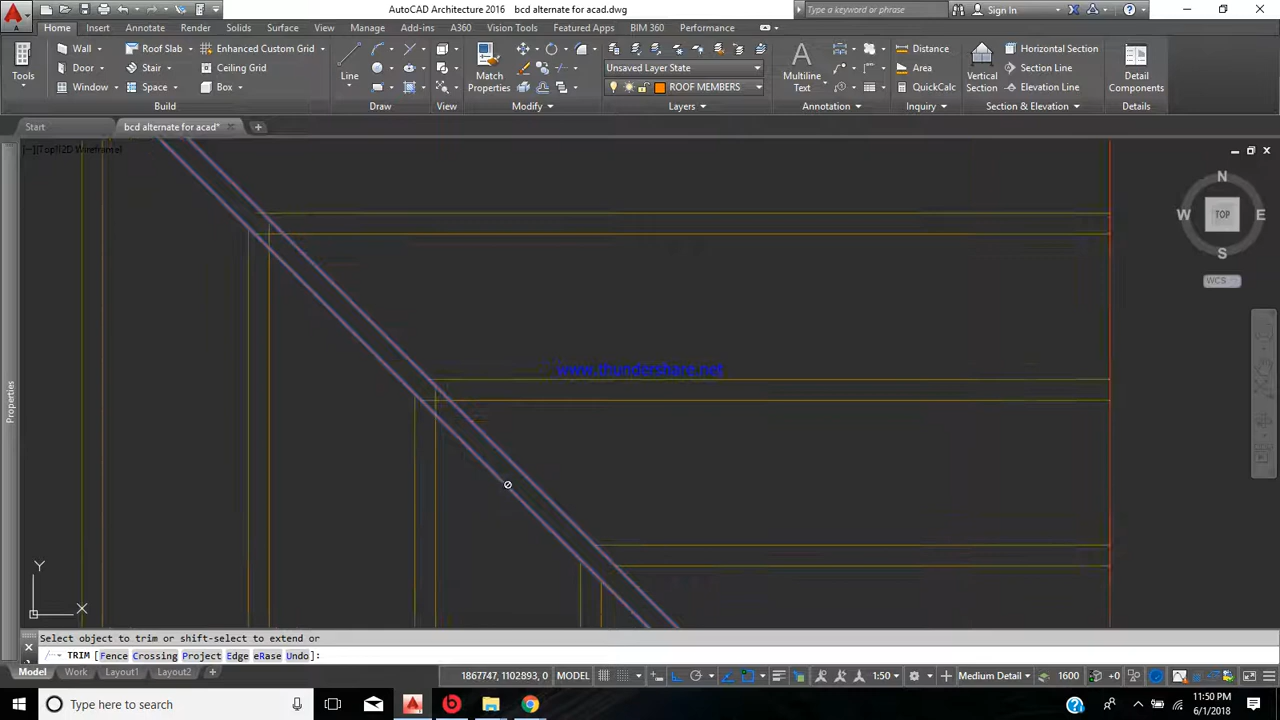 AutoCAD Architecture 2016 bcd alternate for acad.dwg
Type a keyword or phrase
Sign In
Home Insert Annotate Render Solids Surface Manage Add-ins A360 Vision Tools Featured Apps BIM 360 Performance
Tools
Wall Roof Slab Enhanced Custom Grid
Door Stair Ceiling Grid
Window Space Box
Line
Match Properties
Unsaved Layer State
ROOF MEMBERS
Multiline Text
Distance
Area
QuickCalc
Vertical Section
Horizontal Section
Section Line
Elevation Line
Detail Components
Build Draw View Modify Layers Annotation Inquiry Section & Elevation Details
Start bcd alternate for acad*
[−][Top][2D Wireframe]
N
W TOP E
S
WCS
Properties
www.thundershare.net
Y
X
Select object to trim or shift-select to extend or
TRIM [Fence Crossing Project Edge eRase Undo]:
Model Work Layout1 Layout2
1867747, 1102893, 0 MODEL
1:50
Medium Detail
1600
+0
Type here to search
11:50 PM
6/1/2018